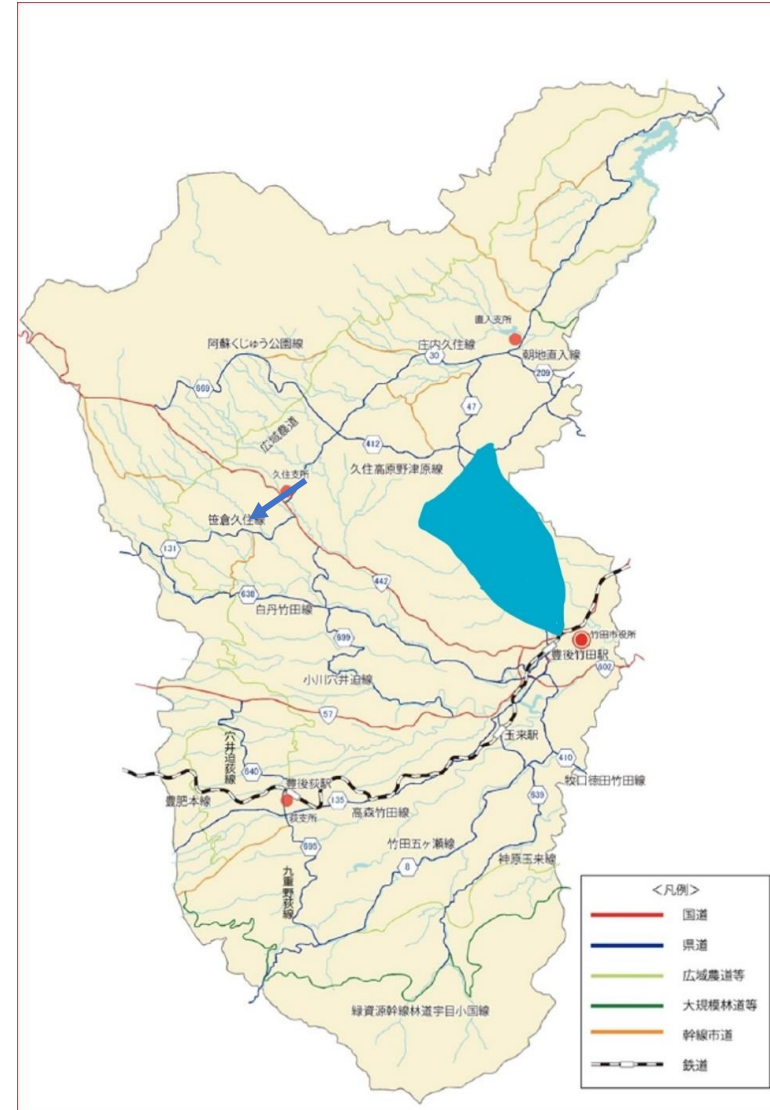 直入支所
阿蘇くじゅう公園線
庄内久住線
朝地直入線
30
669
209
47
広域農道
412
久住高原野津原線
久住支所
笹倉久住線
131
442
638
白丹竹田線
699
竹田市役所
豊後竹田駅
502
小川穴井迫線
57
穴井迫荻線
玉来駅
410
640
豊後荻駅
牧口徳田竹田線
豊肥本線
135
高森竹田線
639
荻支所
695
竹田五ヶ瀬線
8
神原玉来線
九重野荻線
緑資源幹線林道宇目小国線
<凡例>
国道
県道
広域農道等
大規模林道等
幹線市道
鉄道